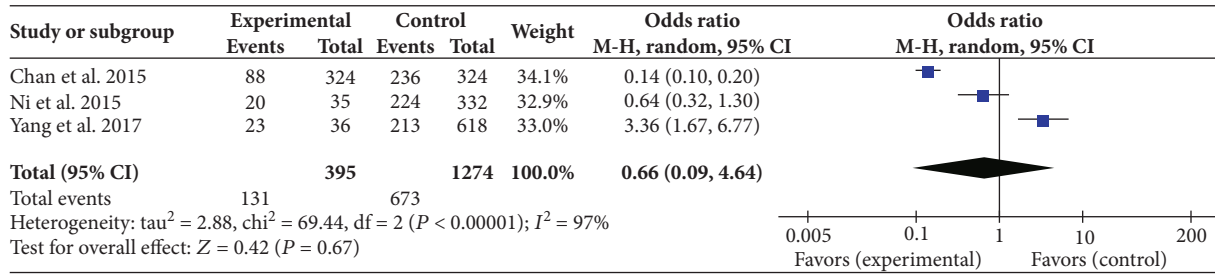 Study or subgroup Experimental Control Weight Odds ratio Odds ratio
Events Total Events Total M-H, random, 95% CI M-H, random, 95% CI
Chan et al. 2015 88 324 236 324 34.1% 0.14 (0.10, 0.20)
Ni et al. 2015 20 35 224 332 32.9% 0.64 (0.32, 1.30)
Yang et al. 2017 23 36 213 618 33.0% 3.36 (1.67, 6.77)
Total (95% CI) 395 1274 100.0% 0.66 (0.09, 4.64)
Total events 131 673
Heterogeneity: tau² = 2.88, chi² = 69.44, df = 2 (P < 0.00001); I² = 97%
Test for overall effect: Z = 0.42 (P = 0.67)
0.005 0.1 1 10 200
Favors (experimental) Favors (control)